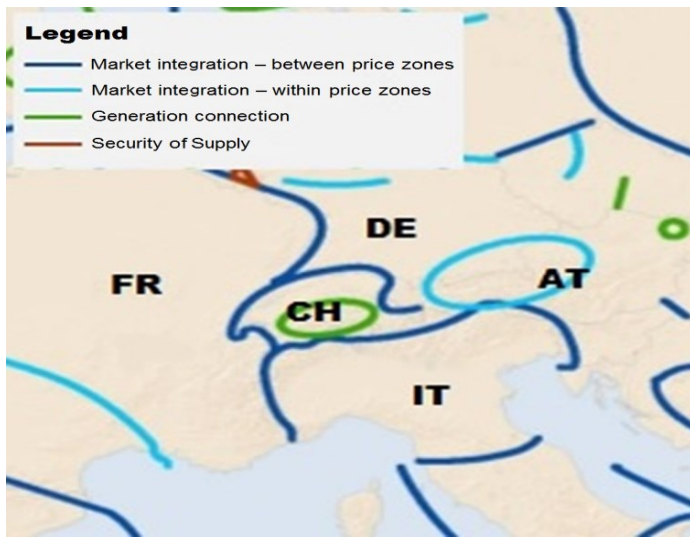 Legend
Market integration – between price zones
Market integration – within price zones
Generation connection
Security of Supply
DE
FR
AT
CH
IT